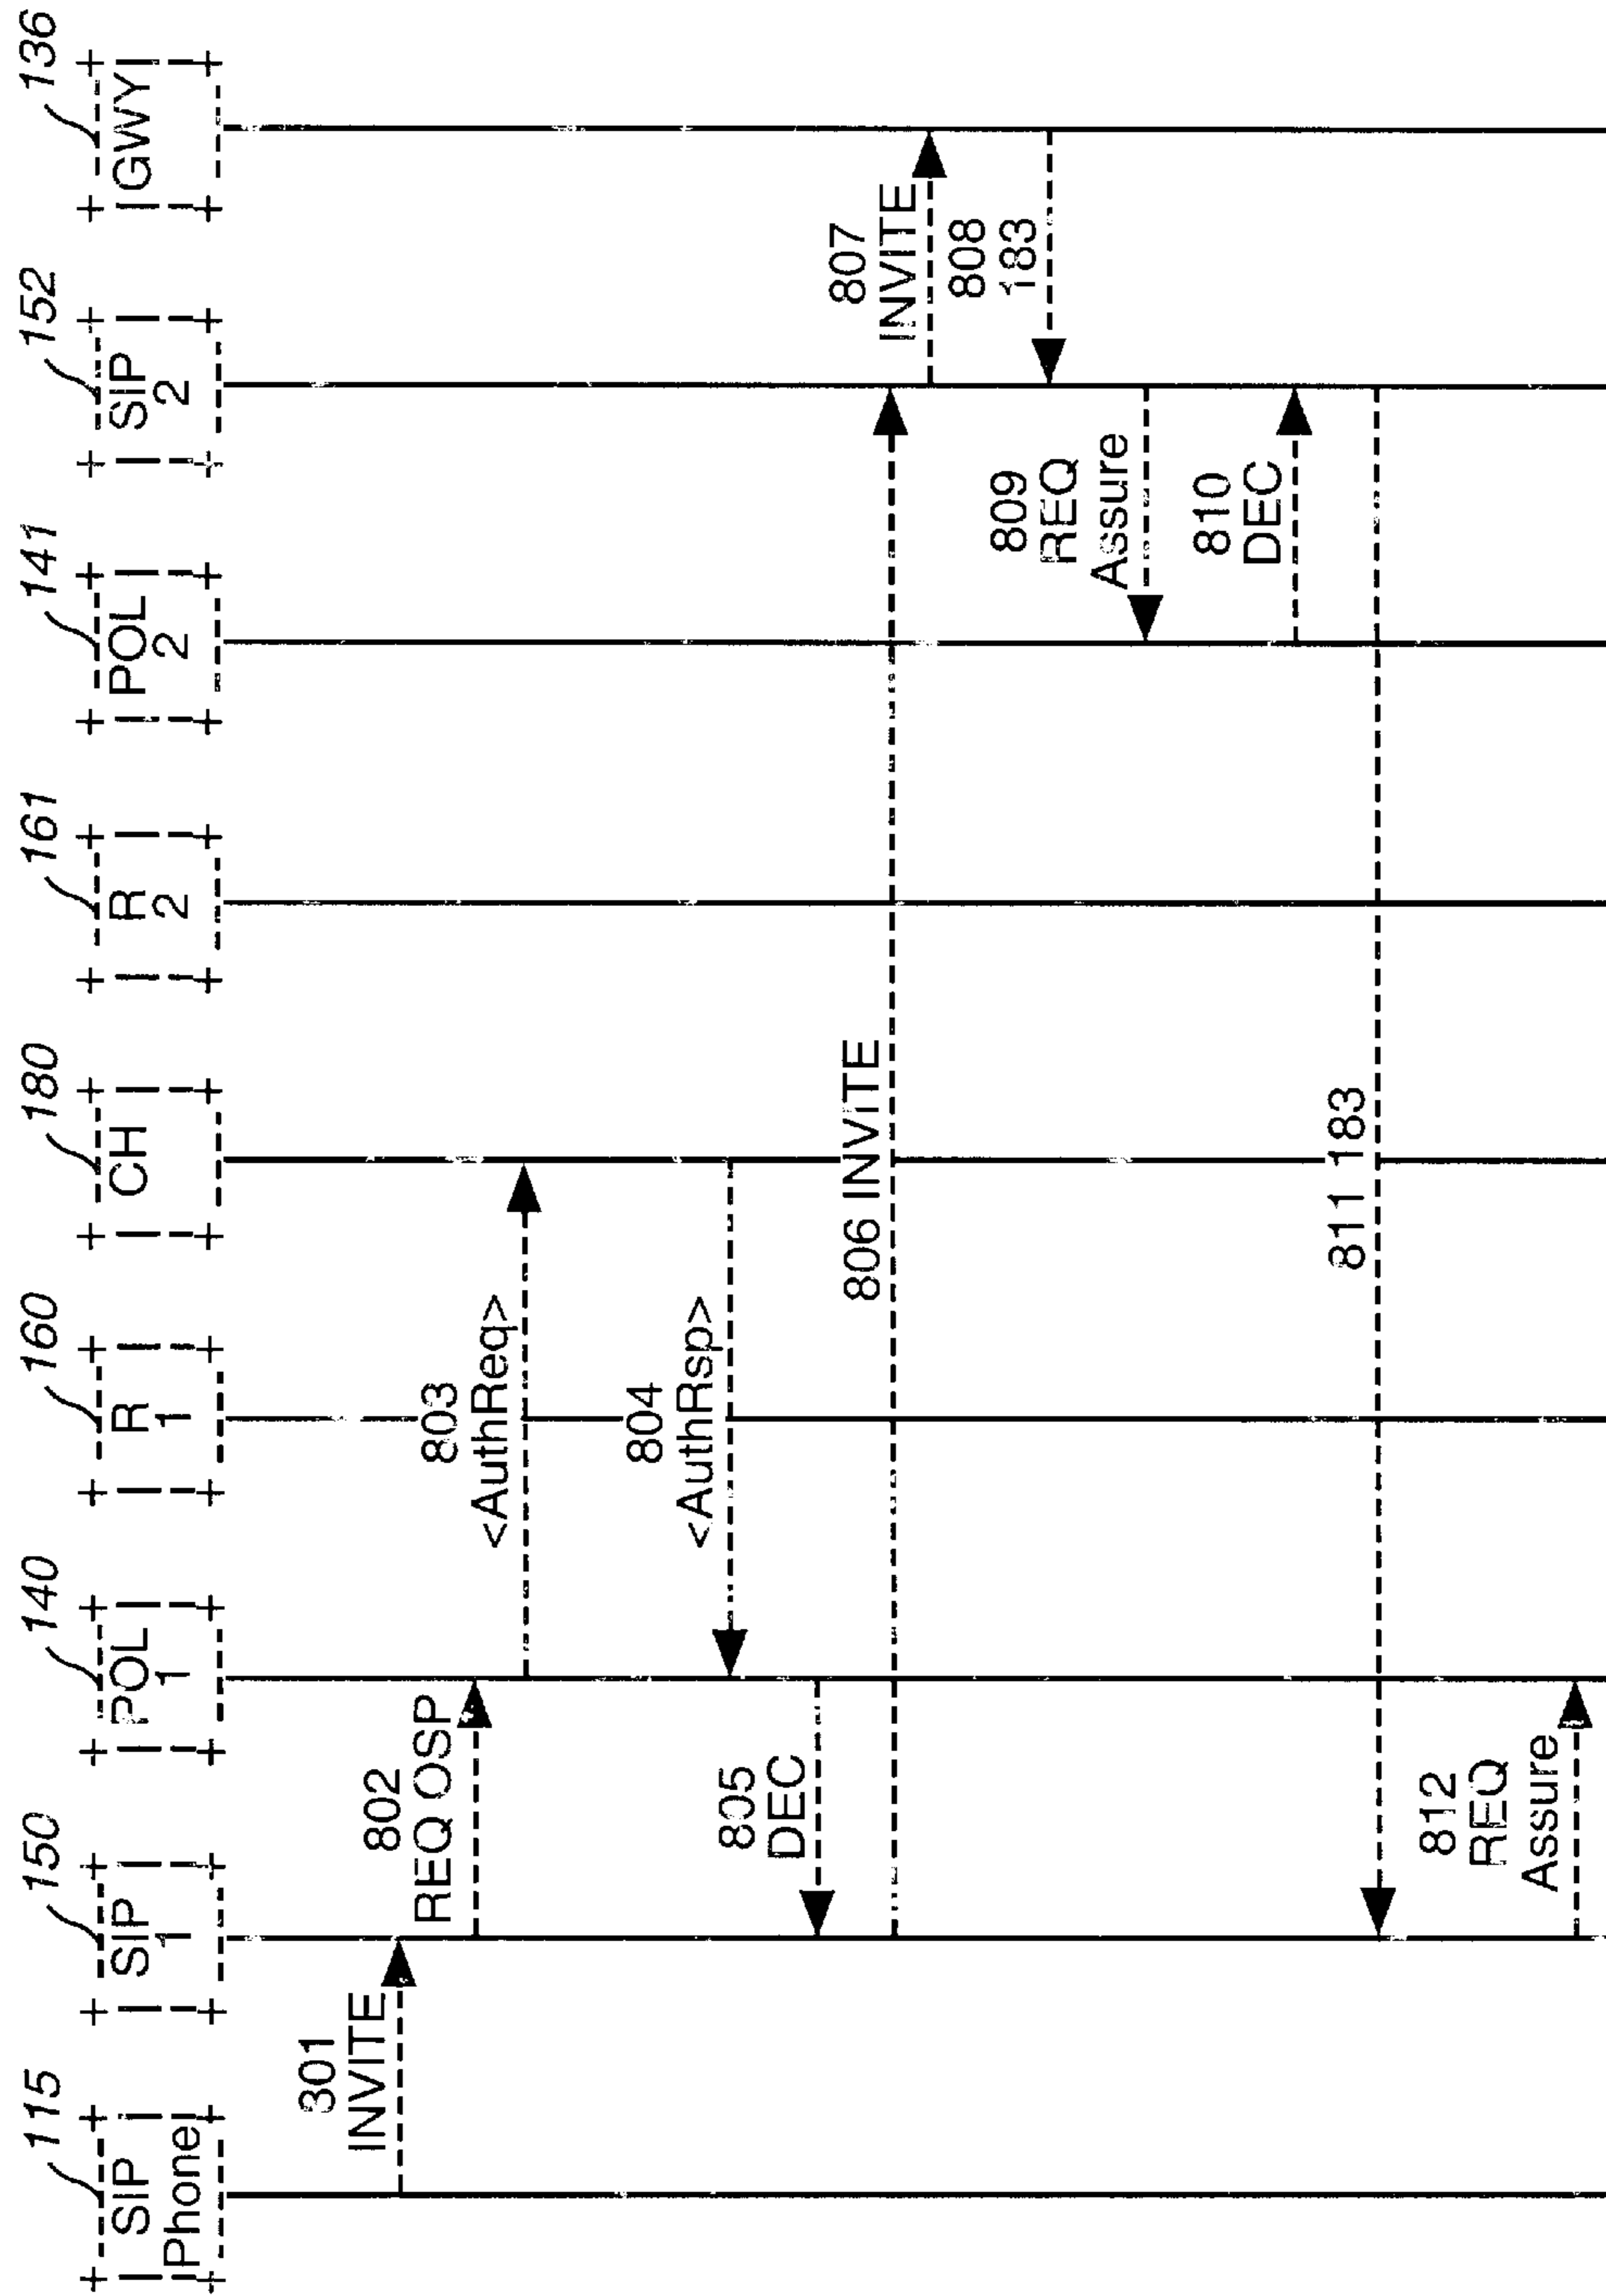 115
150
140
160
180
161
141
152
136
SIP
Phone
SIP
1
POL
1
R
1
CH
R
2
POL
2
SIP
2
GWY
301
INVITE
802
REQ OSP
803
<AuthReq>
804
<AuthRsp>
805
DEC
806 INVITE
807
INVITE
808
183
809
REQ
Assure
810
DEC
811 183
812
REQ
Assure